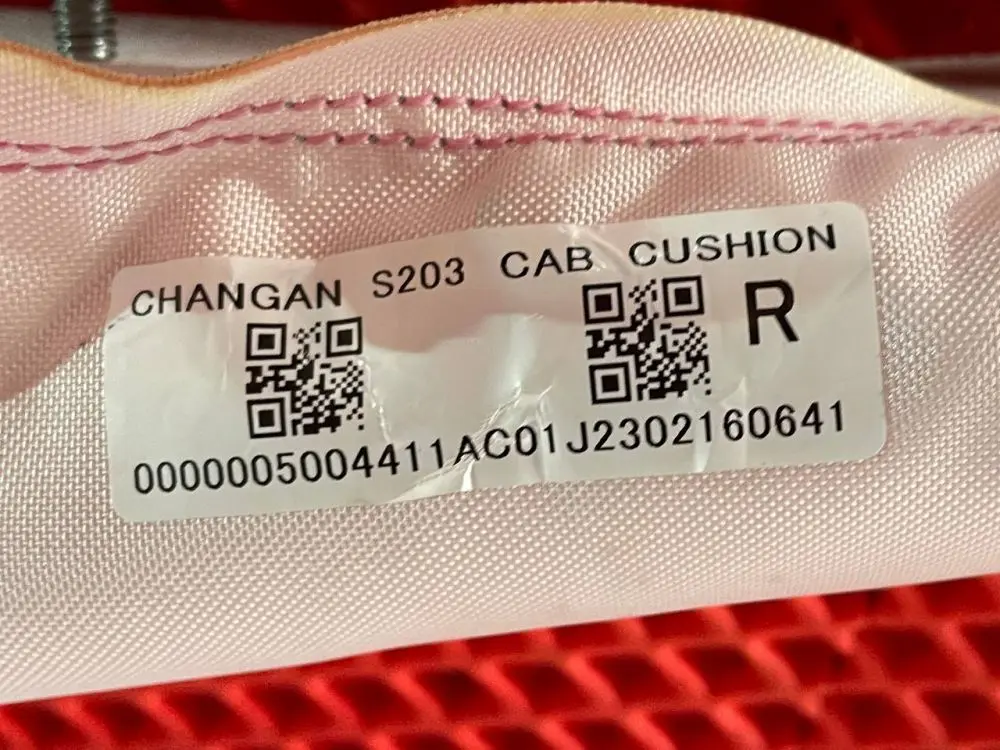 CHANGAN S203 CAB CUSHION
R
0000005004411AC01J2302160641